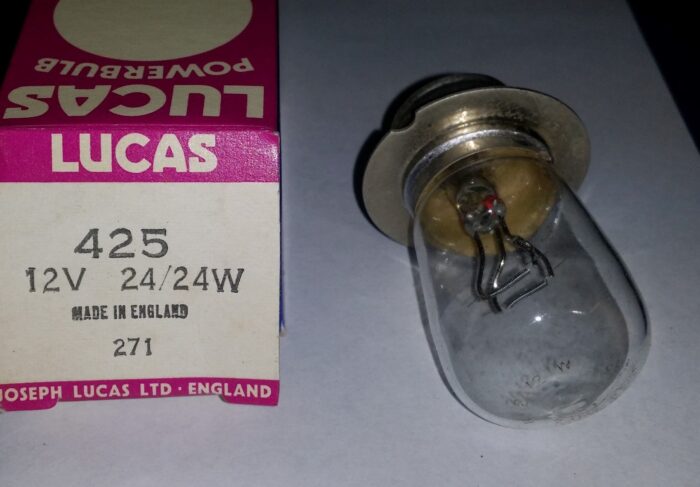 LUCAS
POWERBULB
LUCAS
425
12V 24/24W
MADE IN ENGLAND
271
JOSEPH LUCAS LTD · ENGLAND